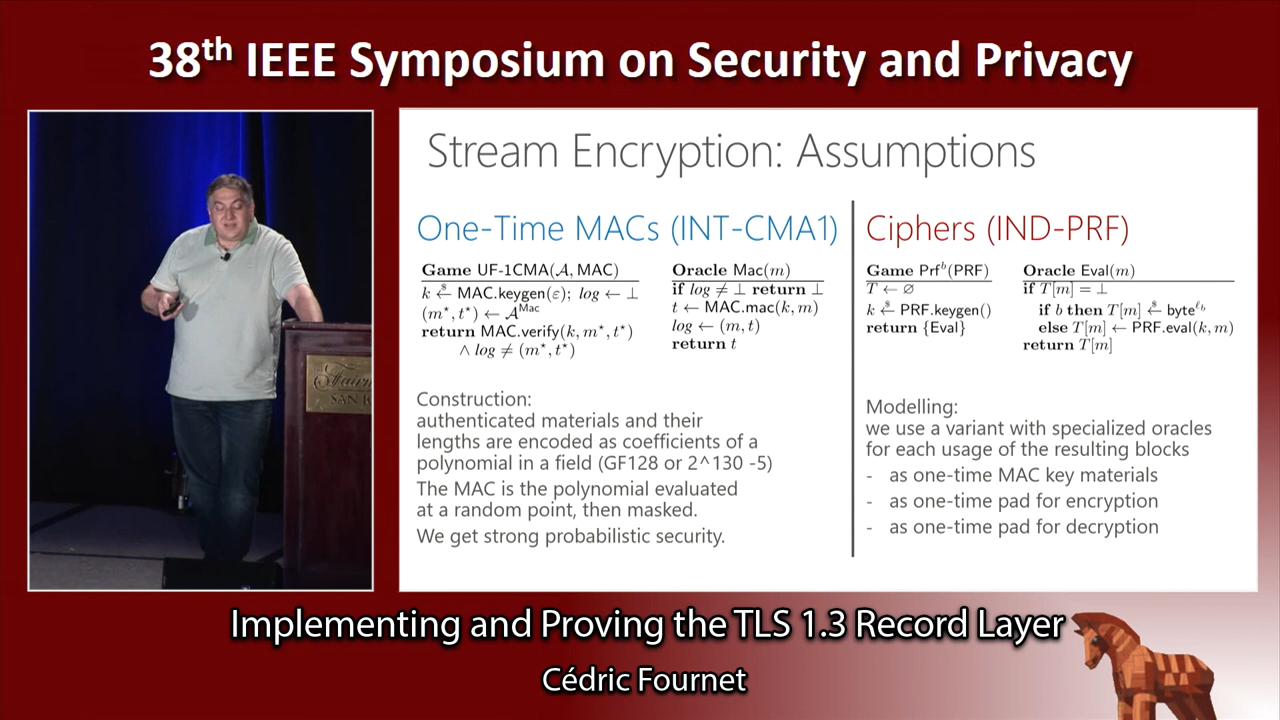 38th IEEE Symposium on Security and Privacy
Stream Encryption: Assumptions
One-Time MACs (INT-CMA1)
Game UF-1CMA(𝒜, MAC)
k ←$ MAC.keygen(ε); log ← ⊥
(m⋆, t⋆) ← 𝒜^Mac
return MAC.verify(k, m⋆, t⋆)
∧ log ≠ (m⋆, t⋆)
Oracle Mac(m)
if log ≠ ⊥ return ⊥
t ← MAC.mac(k, m)
log ← (m, t)
return t
Construction:
authenticated materials and their
lengths are encoded as coefficients of a
polynomial in a field (GF128 or 2^130 -5)
The MAC is the polynomial evaluated
at a random point, then masked.
We get strong probabilistic security.
Ciphers (IND-PRF)
Game Prf^b(PRF)
T ← ∅
k ←$ PRF.keygen()
return {Eval}
Oracle Eval(m)
if T[m] = ⊥
if b then T[m] ←$ byte^ℓb
else T[m] ← PRF.eval(k, m)
return T[m]
Modelling:
we use a variant with specialized oracles
for each usage of the resulting blocks
- as one-time MAC key materials
- as one-time pad for encryption
- as one-time pad for decryption
Implementing and Proving the TLS 1.3 Record Layer
Cédric Fournet